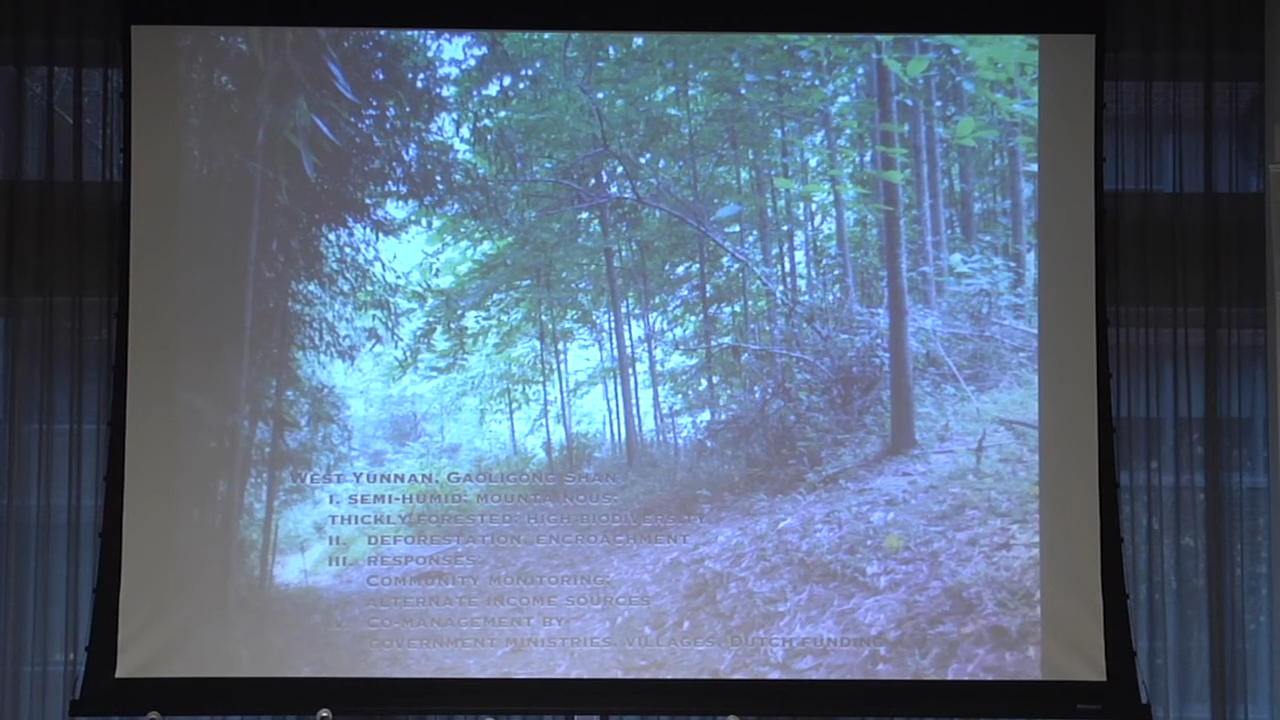 West Yunnan, Gaoligong Shan
I. semi-humid; mountainous;
thickly forested; high biodiversity
II. deforestation, encroachment
III. responses:
Community monitoring;
alternate income sources
IV. Co-management by
government ministries, villages, Dutch funding